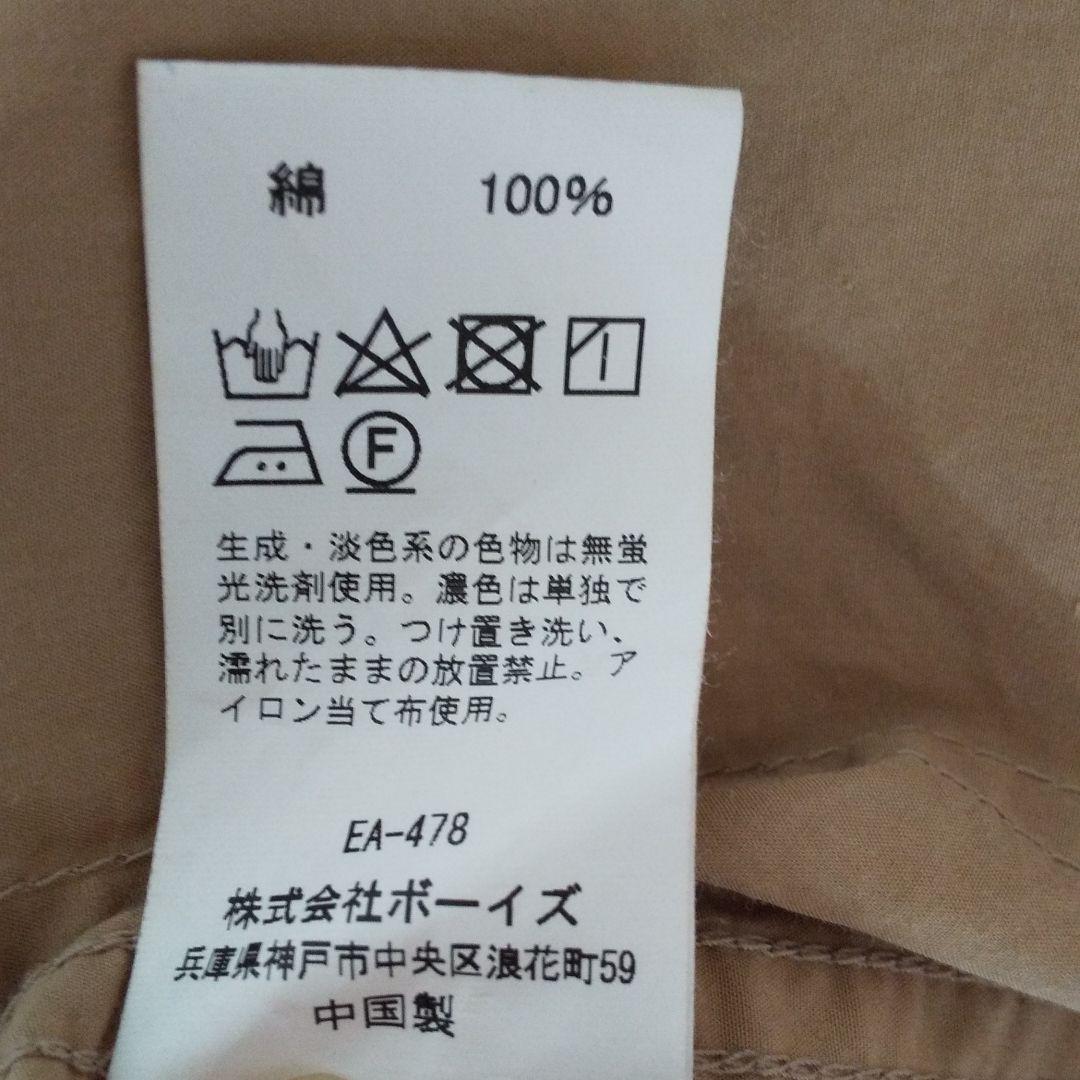 綿 100%
F
生成・淡色系の色物は無蛍
光洗剤使用。濃色は単独で
別に洗う。つけ置き洗い、
濡れたままの放置禁止。ア
イロン当て布使用。
EA-478
株式会社ボーイズ
兵庫県神戸市中央区浪花町59
中国製